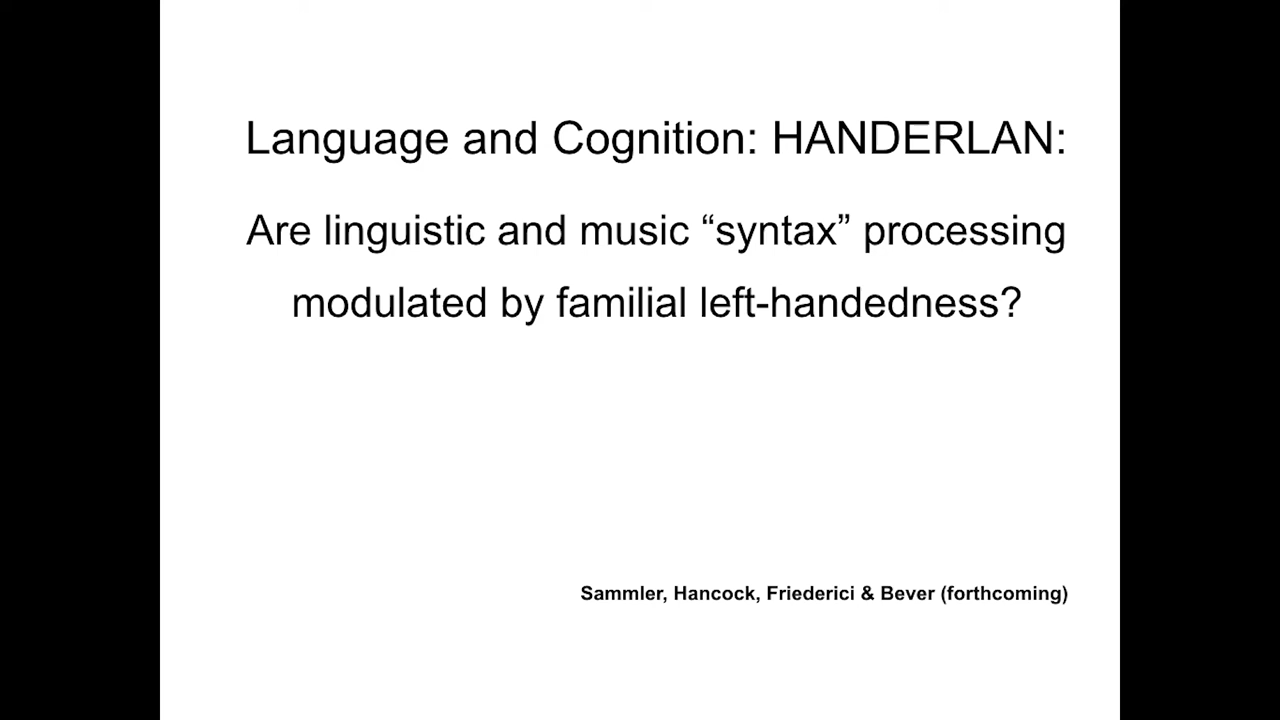 Language and Cognition: HANDERLAN:
Are linguistic and music “syntax” processing
modulated by familial left-handedness?
Sammler, Hancock, Friederici & Bever (forthcoming)